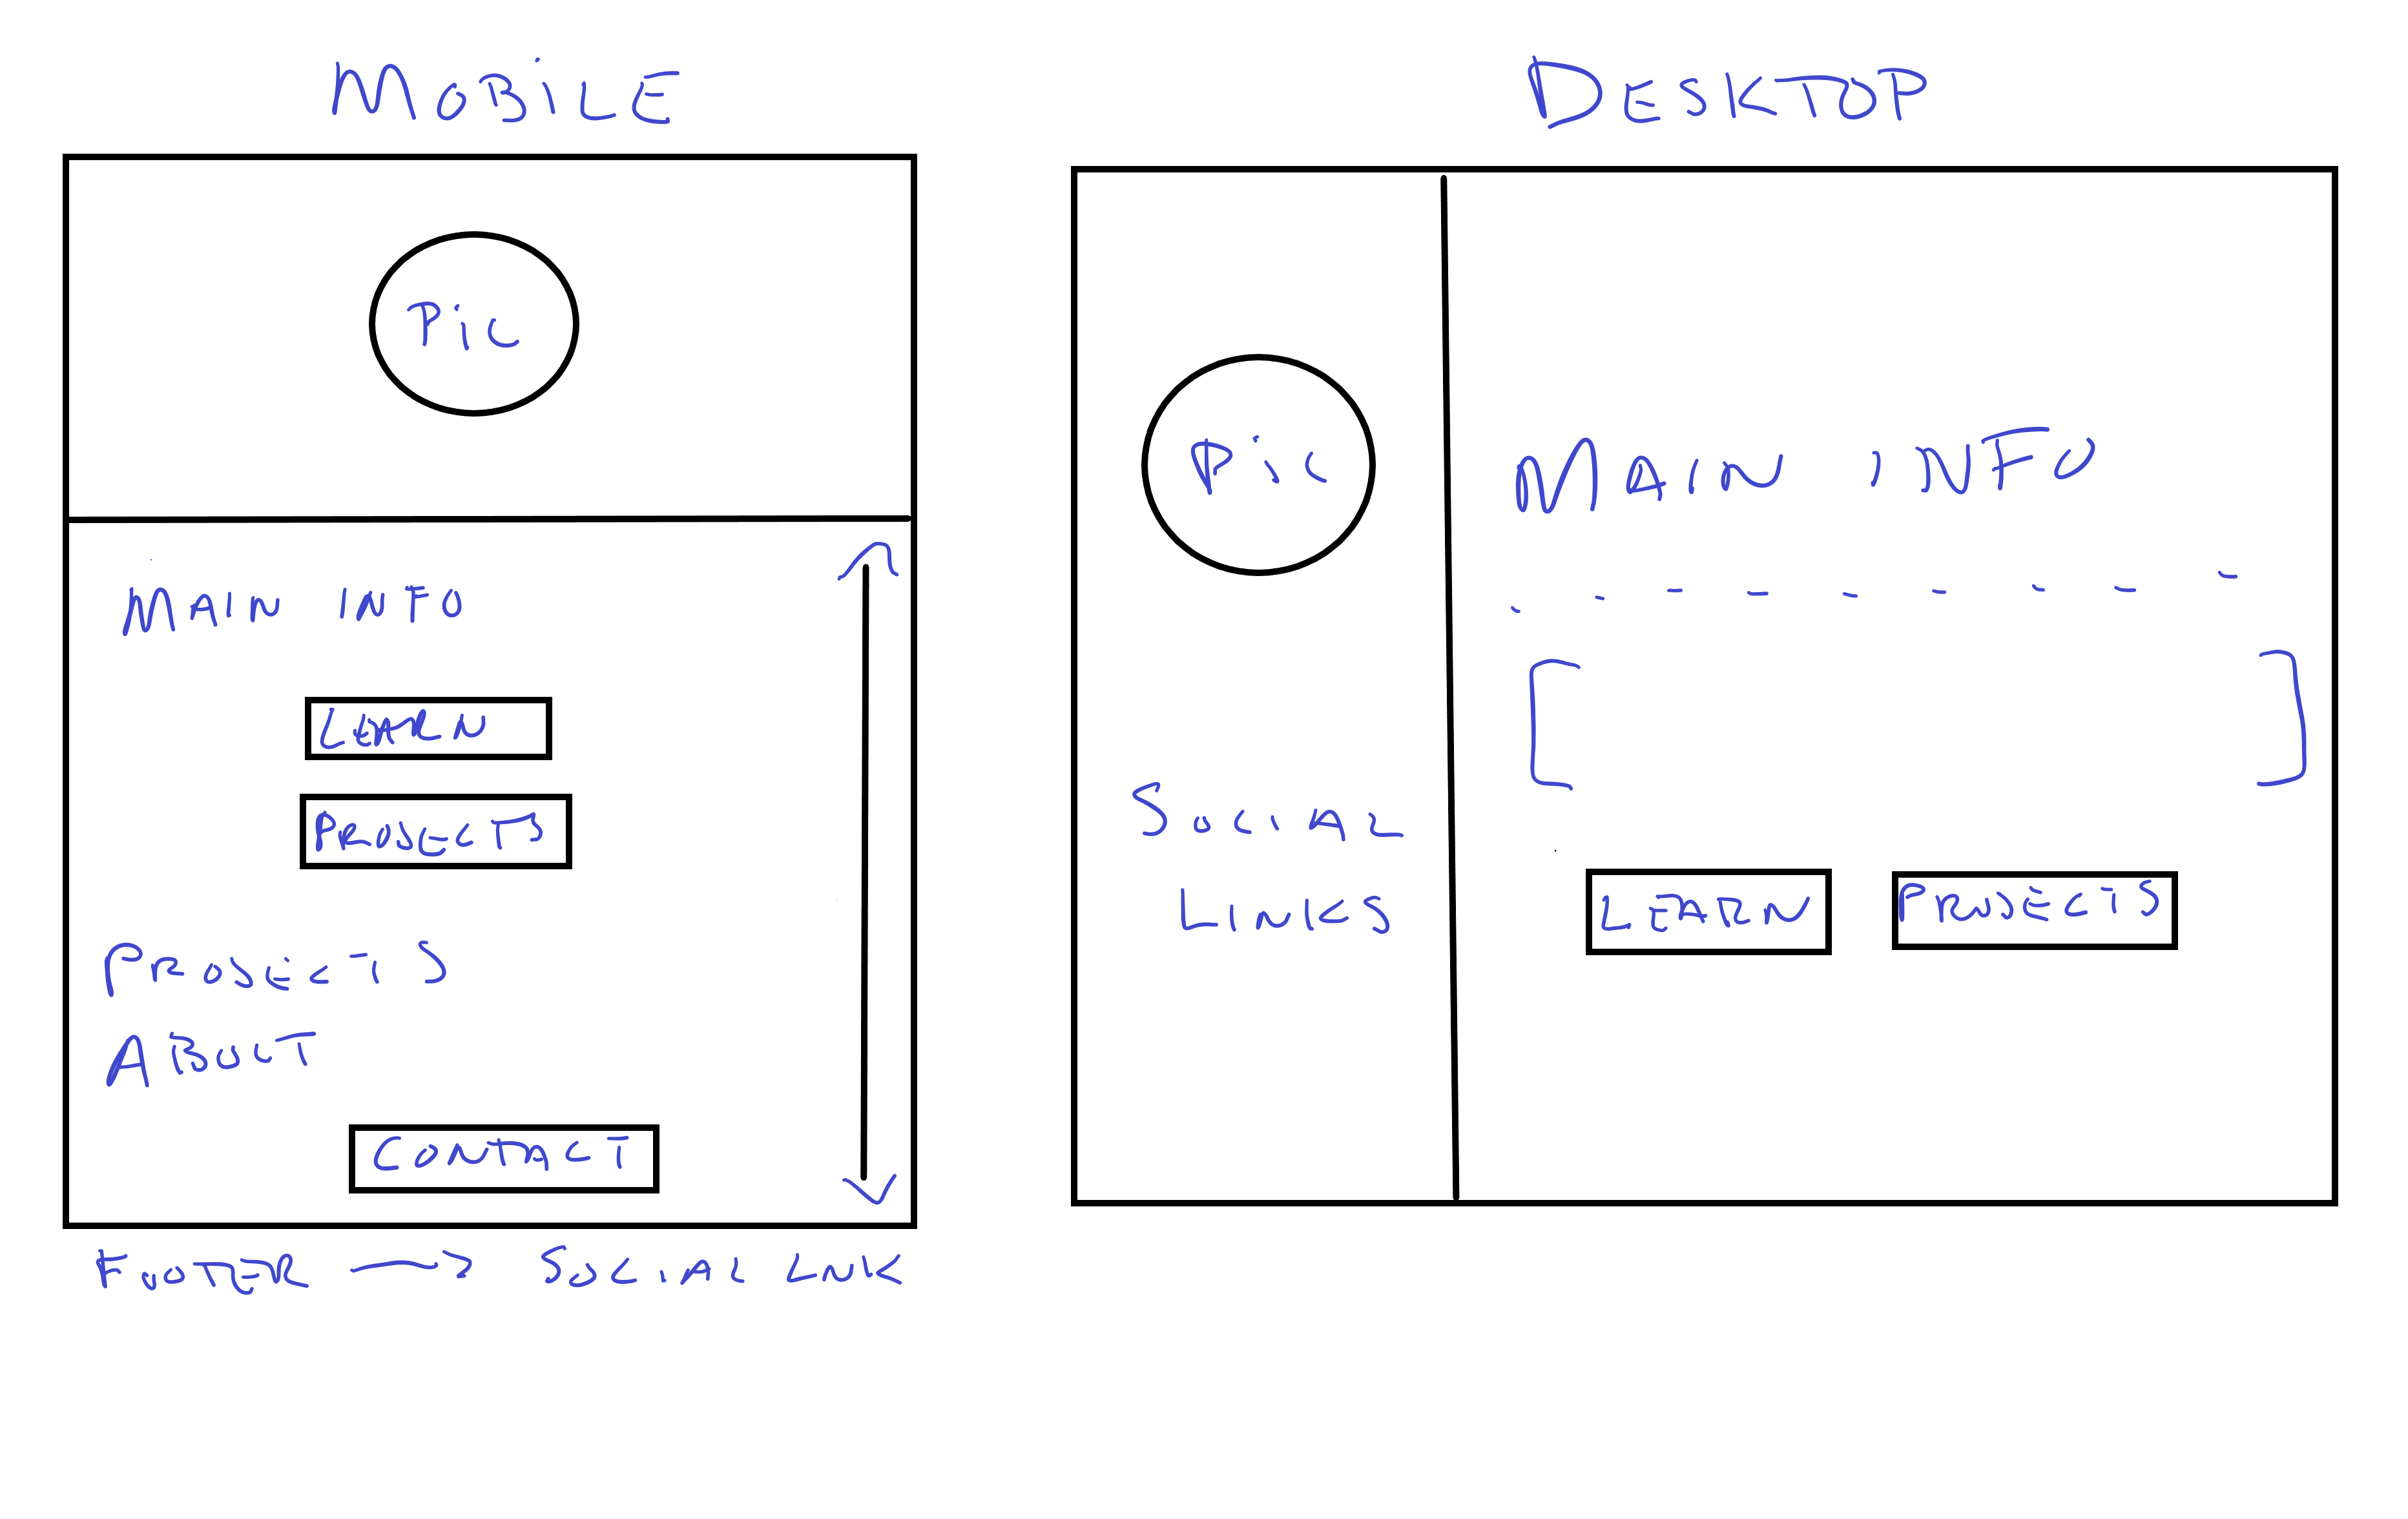 MOBILE
Pic
MAIN INFO
LEARN
PROJECTS
PROJECTS
ABOUT
CONTACT
FOOTER → SOCIAL LINK
DESKTOP
Pic
SOCIAL
LINKS
MAIN INFO
LEARN
PROJECTS